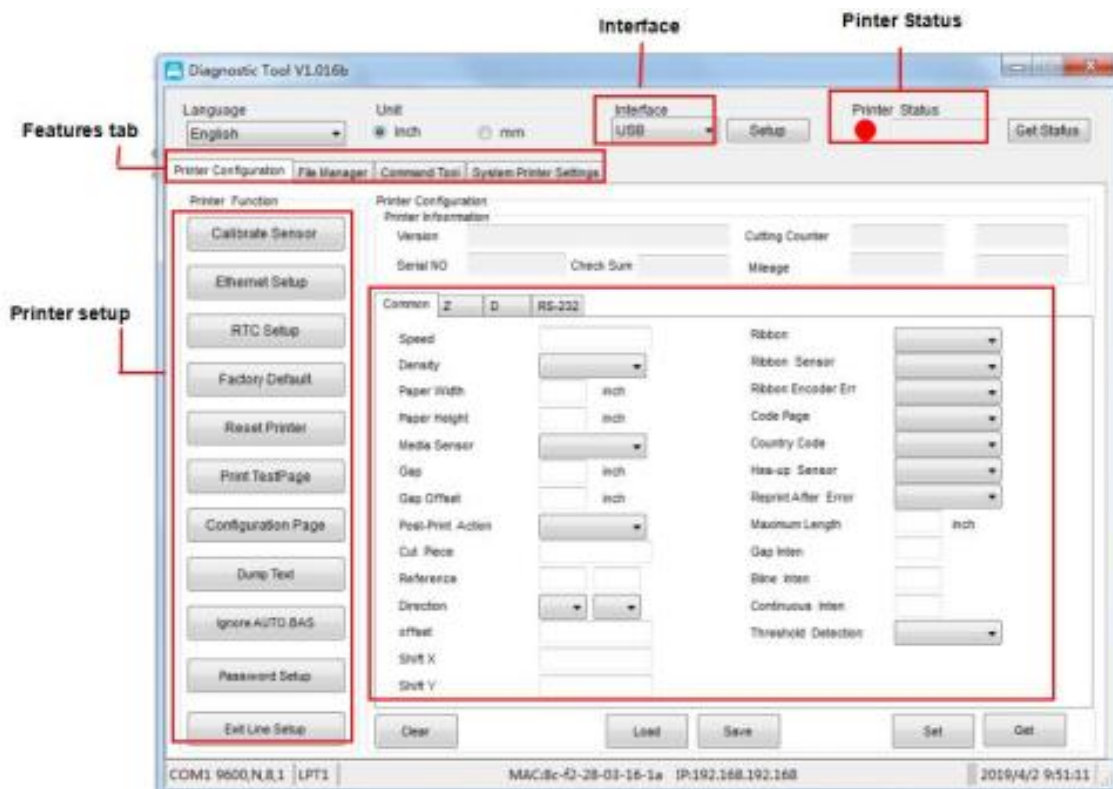 Interface
Pinter Status
Diagnostic Tool V1.016b
Language
Unit
Interface
Printer Status
Features tab
English
inch
mm
USB
Setup
Get Status
Printer Configuration
File Manager
Command Tool
System Printer Settings
Printer Function
Printer Configuration
Printer Infoormation
Calibrate Sensor
Version
Cutting Counter
Serial NO
Check Sum
Mileage
Ethernet Setup
Printer setup
Common
Z
D
RS-232
RTC Setup
Speed
Ribbon
Density
Ribbon Sensor
Factory Default
Paper Width
inch
Ribbon Encoder Err
Paper Height
inch
Code Page
Reset Printer
Media Sensor
Country Code
Gap
inch
Hea-up Sensor
Print TestPage
Gap Offset
inch
Reprint After Error
Configuration Page
Post-Print Action
Maximum Length
inch
Cut Piece
Gap Inten
Dump Text
Reference
Bline Inten
Direction
Continuous Inten
Ignore AUTO.BAS
offset
Threshold Detection
Shift X
Password Setup
Shift Y
Exit Line Setup
Clear
Load
Save
Set
Get
COM1 9600,N,8,1
LPT1
MAC:8c-f2-28-03-16-1a IP:192.168.192.168
2019/4/2 9:51:11